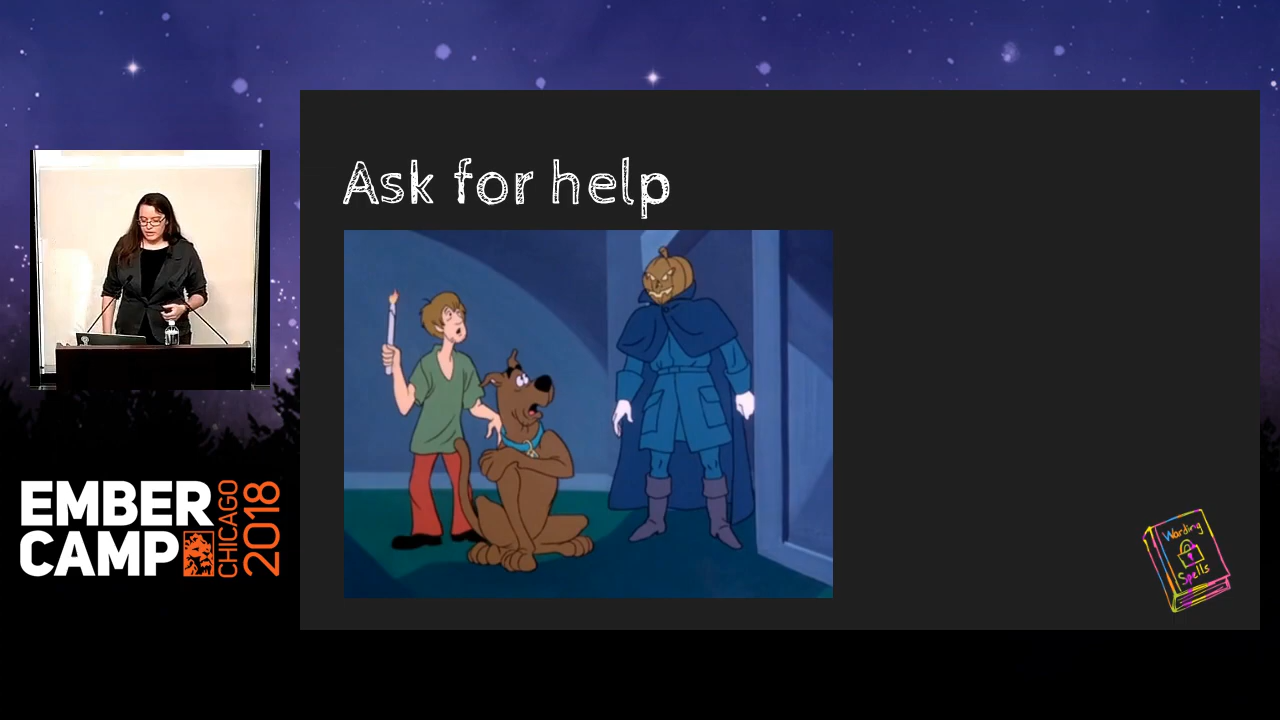 Ask for help
Warding
Spells
EMBER
CAMP
CHICAGO
2018